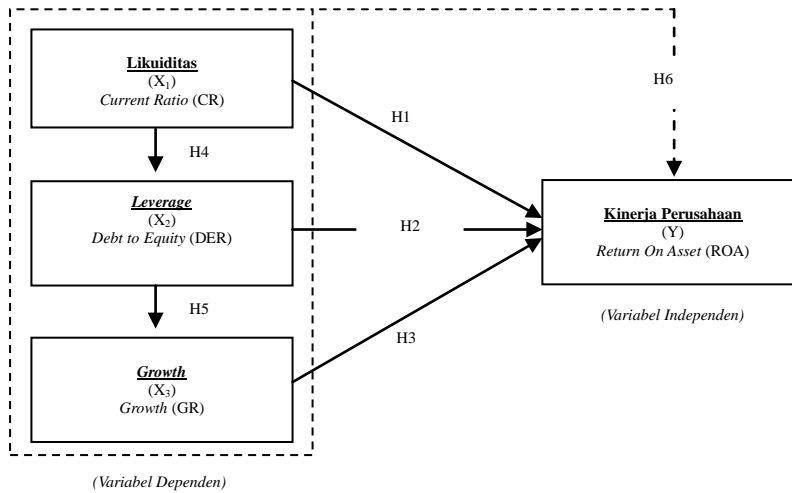 Likuiditas
(X₁)
Current Ratio (CR)
H1
H6
H4
Leverage
(X₂)
Debt to Equity (DER)
H2
Kinerja Perusahaan
(Y)
Return On Asset (ROA)
H5
(Variabel Independen)
H3
Growth
(X₃)
Growth (GR)
(Variabel Dependen)